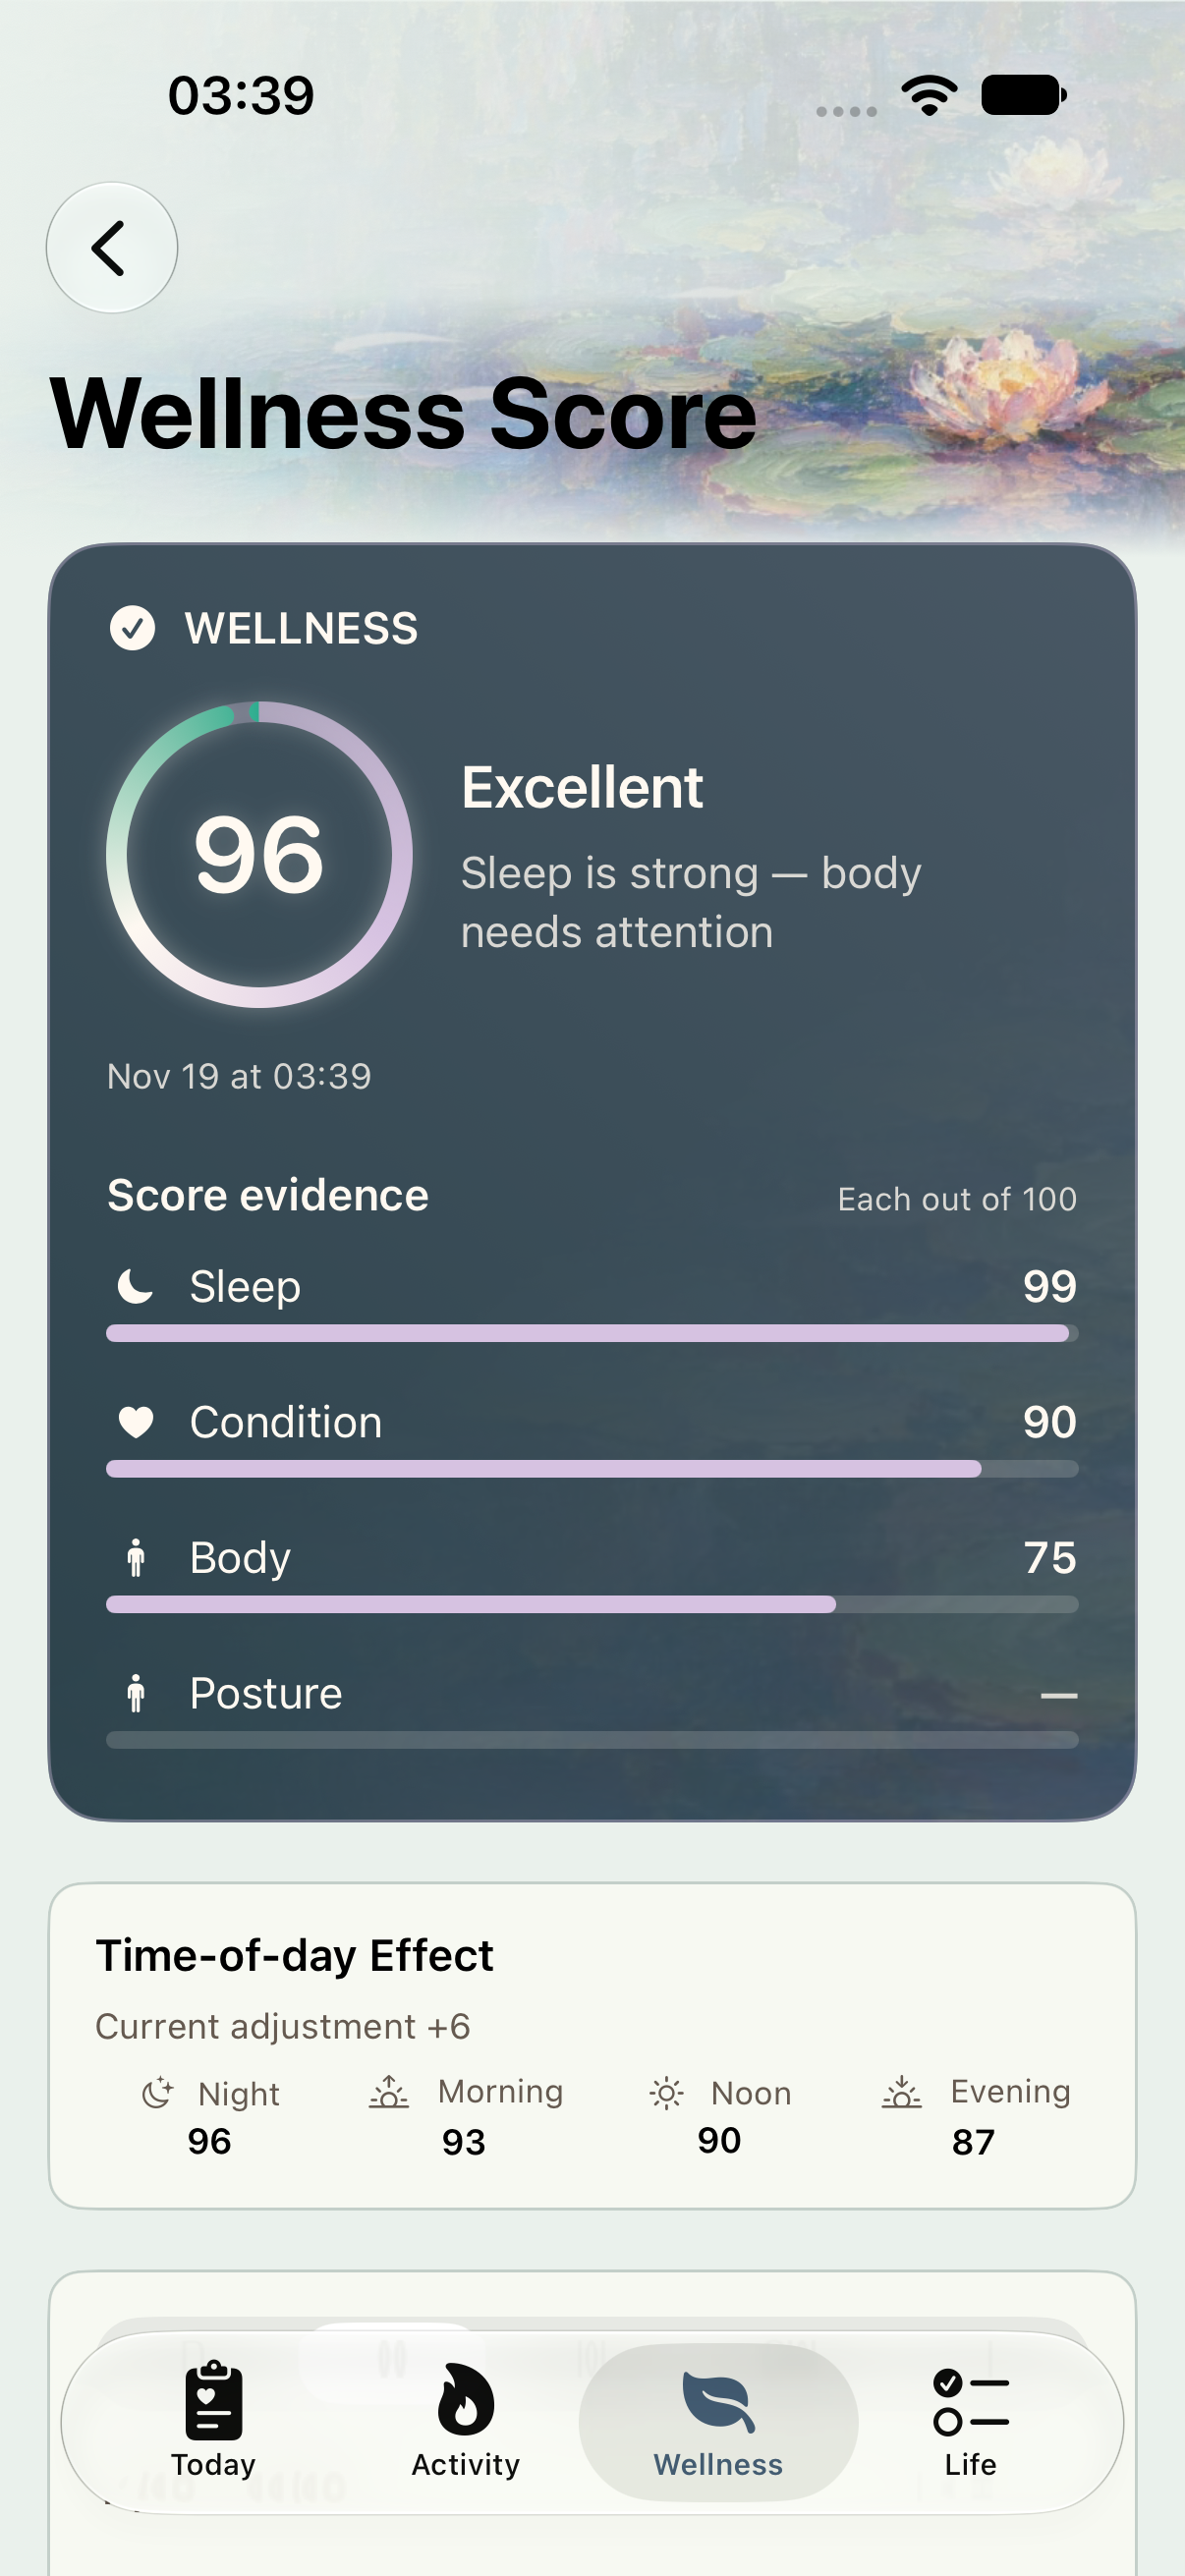 03:39
Wellness Score
WELLNESS
96
Excellent
Sleep is strong — body
needs attention
Nov 19 at 03:39
Score evidence
Each out of 100
Sleep
99
Condition
90
Body
75
Posture
—
Time-of-day Effect
Current adjustment +6
Night
96
Morning
93
Noon
90
Evening
87
Today
Activity
Wellness
Life